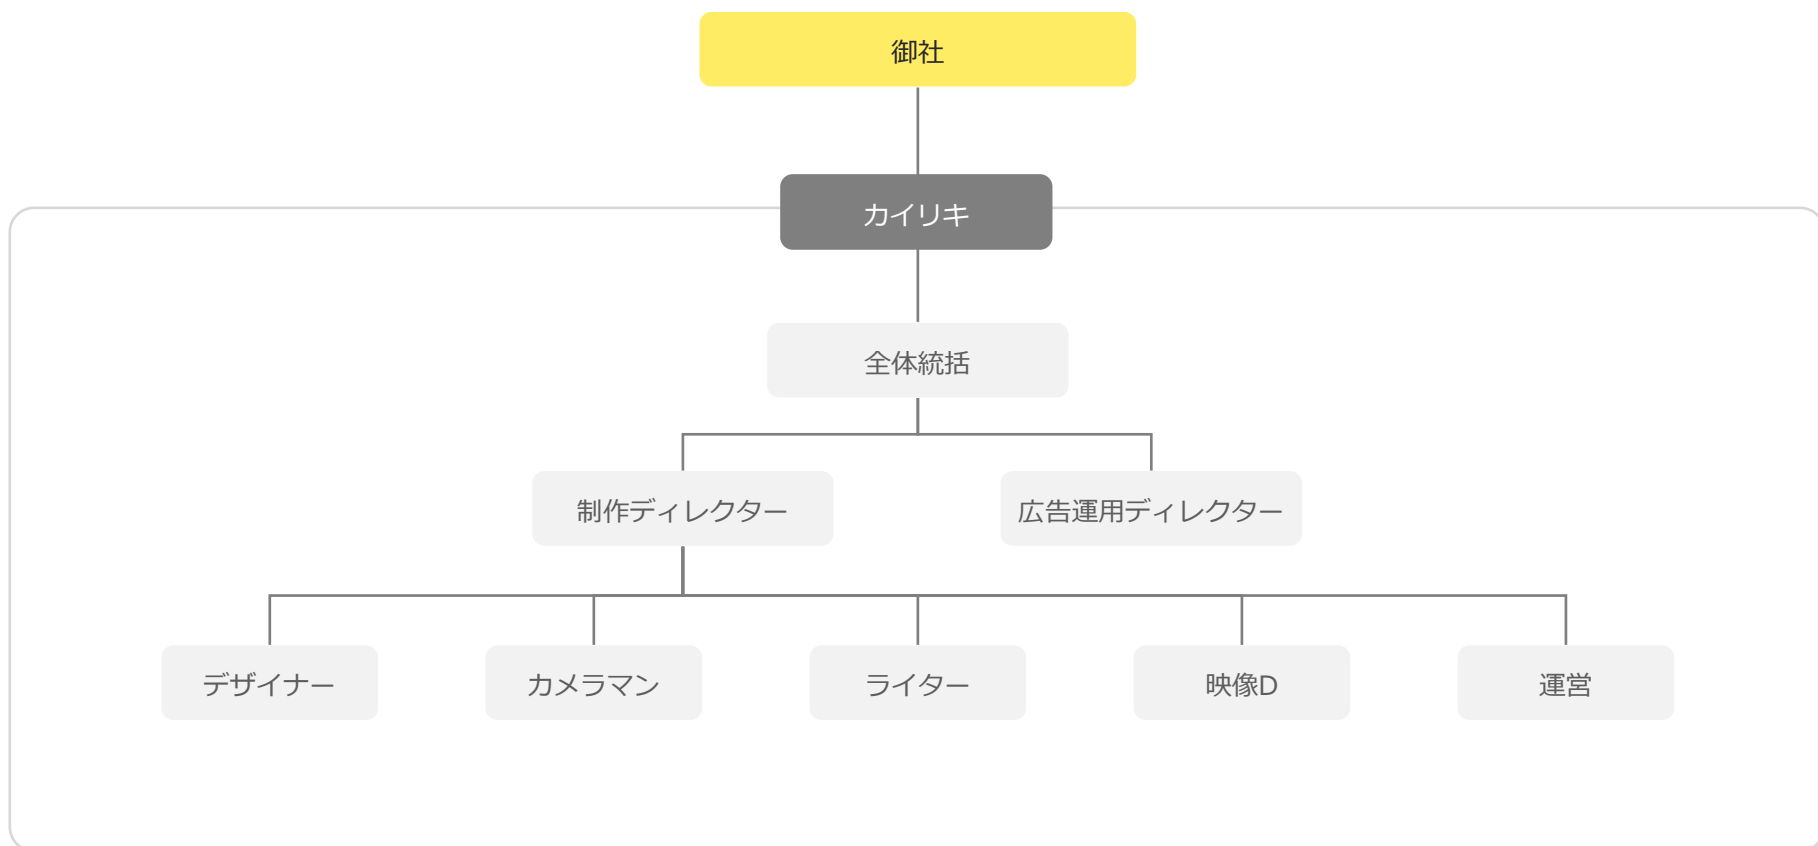 御社
カイリキ
全体統括
制作ディレクター
広告運用ディレクター
デザイナー
カメラマン
ライター
映像D
運営